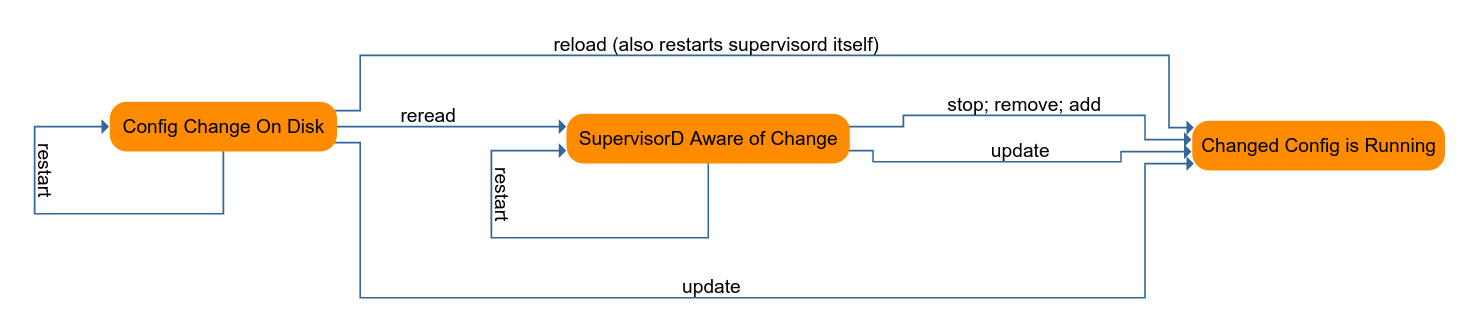 reload (also restarts supervisord itself)
stop; remove; add
reread
Config Change On Disk
SupervisorD Aware of Change
Changed Config is Running
update
restart
restart
update